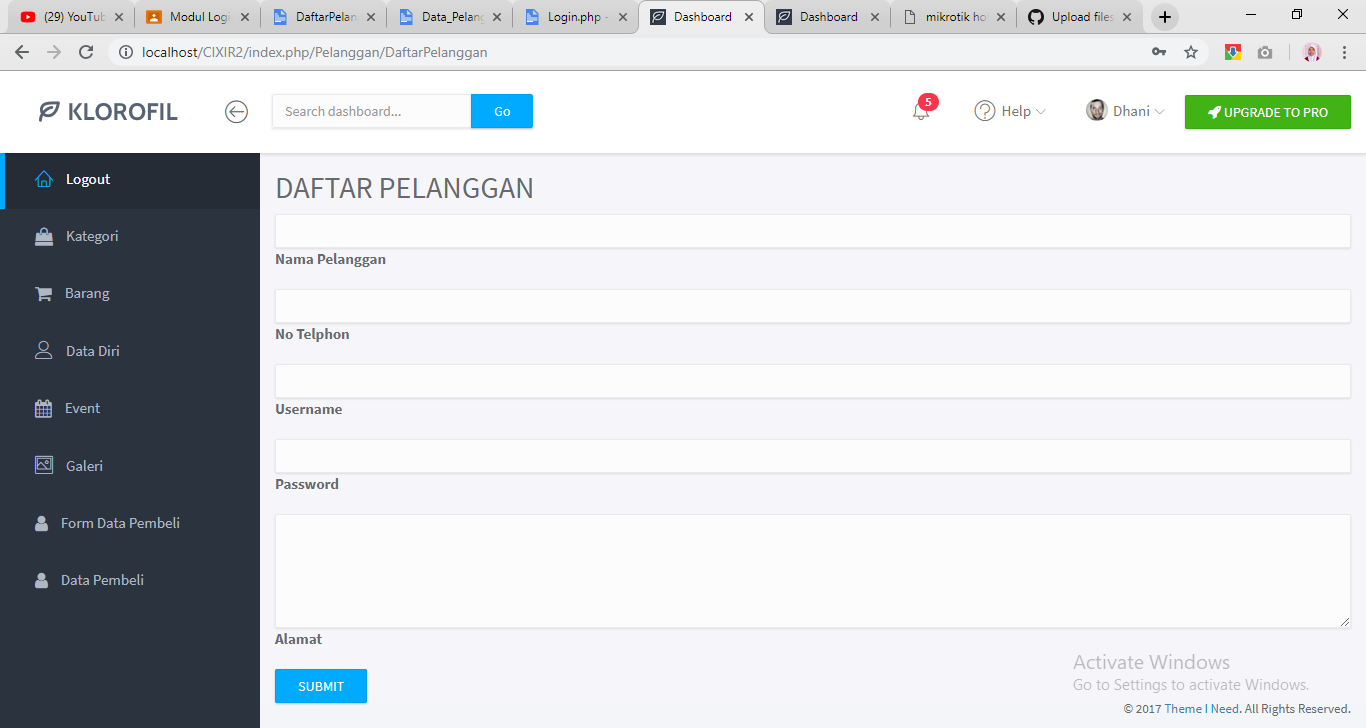 (29) YouTub
Modul Logi
DaftarPelan
Data_Pelang
Login.php -
Dashboard
Dashboard
mikrotik ho
Upload files
localhost/CIXIR2/index.php/Pelanggan/DaftarPelanggan
KLOROFIL
Search dashboard...
Go
5
Help
Dhani
UPGRADE TO PRO
Logout
Kategori
Barang
Data Diri
Event
Galeri
Form Data Pembeli
Data Pembeli
DAFTAR PELANGGAN
Nama Pelanggan
No Telphon
Username
Password
Alamat
SUBMIT
Activate Windows
Go to Settings to activate Windows.
© 2017 Theme I Need. All Rights Reserved.